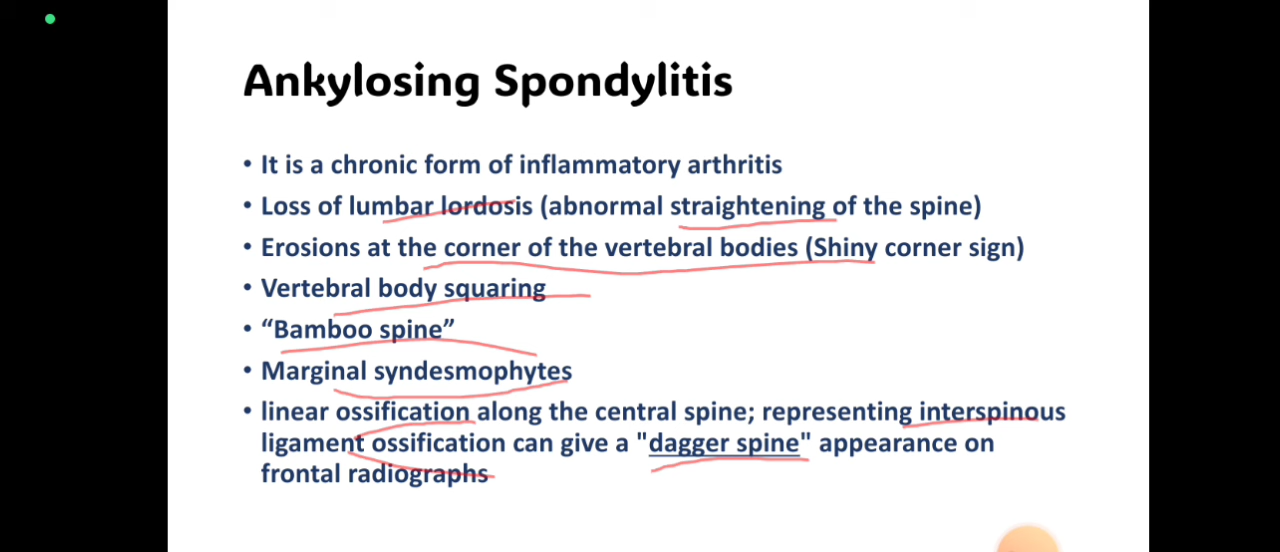 Ankylosing Spondylitis
• It is a chronic form of inflammatory arthritis
• Loss of lumbar lordosis (abnormal straightening of the spine)
• Erosions at the corner of the vertebral bodies (Shiny corner sign)
• Vertebral body squaring
• “Bamboo spine”
• Marginal syndesmophytes
• linear ossification along the central spine; representing interspinous
ligament ossification can give a "dagger spine" appearance on
frontal radiographs